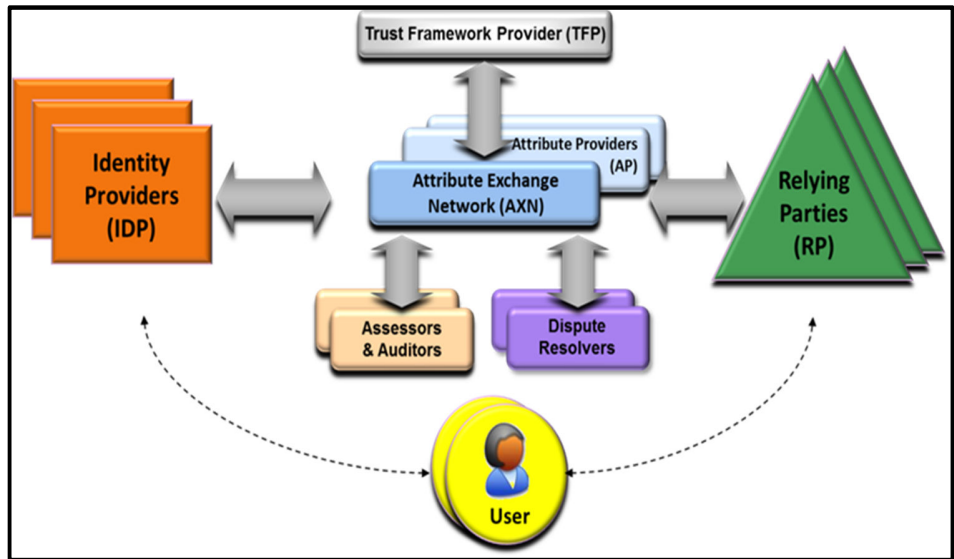 Trust Framework Provider (TFP)
Identity
Providers
(IDP)
Attribute Providers
(AP)
Attribute Exchange
Network (AXN)
Relying
Parties
(RP)
Assessors
& Auditors
Dispute
Resolvers
User